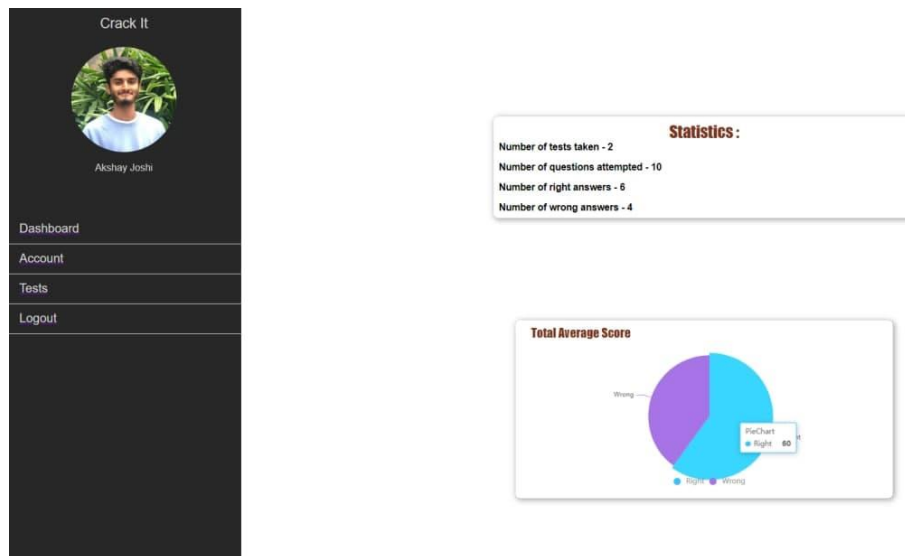 Crack It
Akshay Joshi
Dashboard
Account
Tests
Logout
Statistics :
Number of tests taken - 2
Number of questions attempted - 10
Number of right answers - 6
Number of wrong answers - 4
Total Average Score
Wrong
PieChart
Right 60
Right Wrong